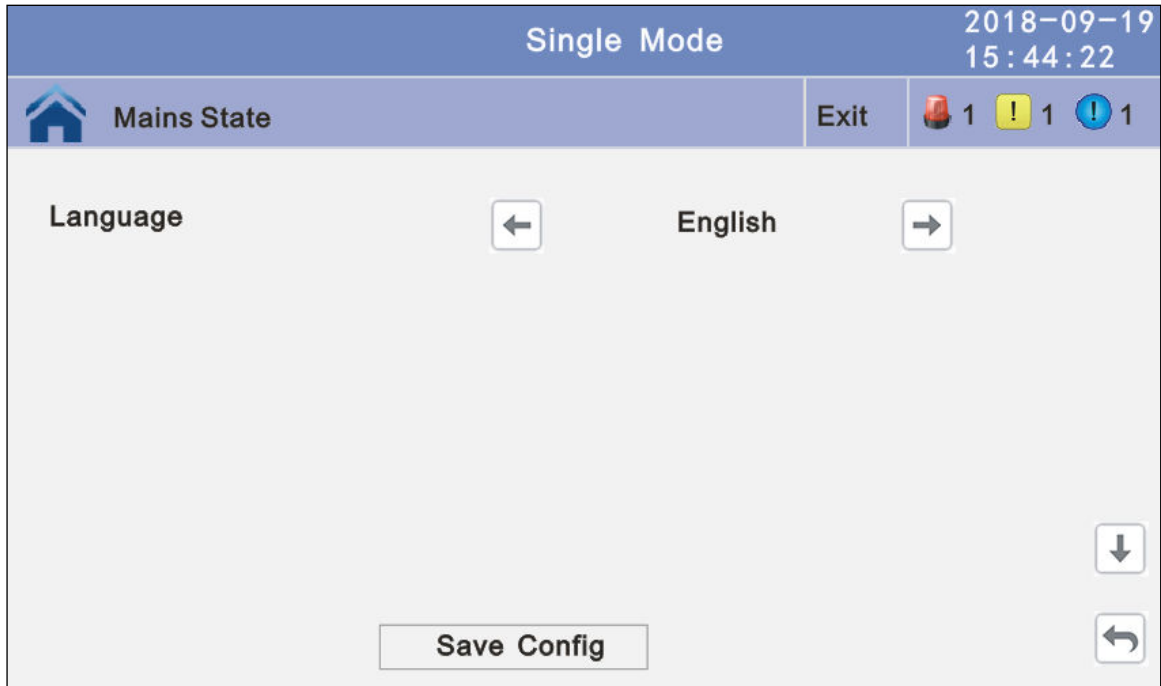 Single Mode
2018-09-19
15:44:22
Mains State
Exit
1
! 1
! 1
Language
English
Save Config